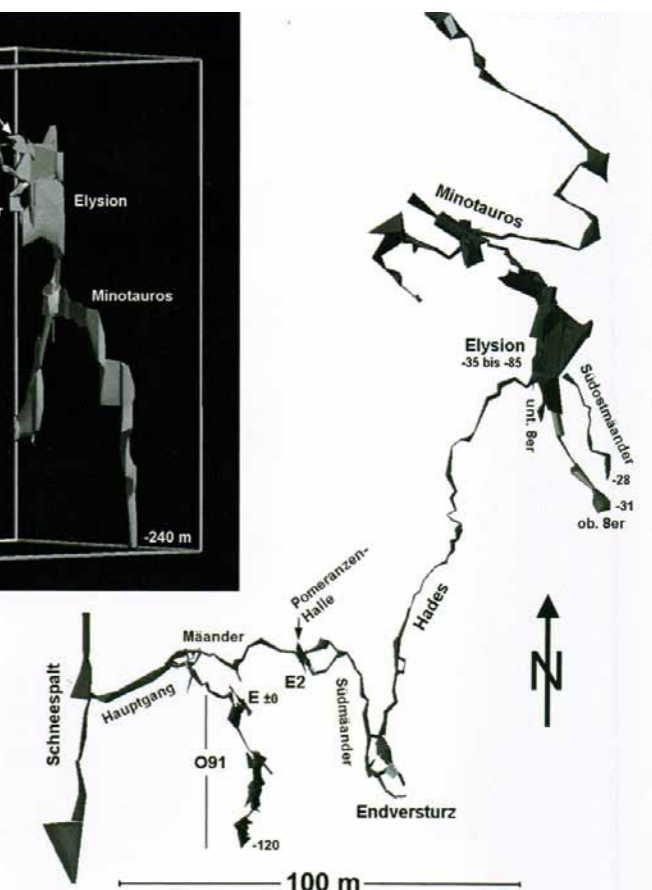 Elysion
Minotauros
-240 m
Minotauros
Elysion
-35 bis -85
unt. 8er
Südostmäander
-28
-31
ob. 8er
Hades
N
Pomeranzen-
Halle
Mäander
E2
Südmäander
Schneespalt
Hauptgang
E ±0
O91
Endversturz
-120
100 m